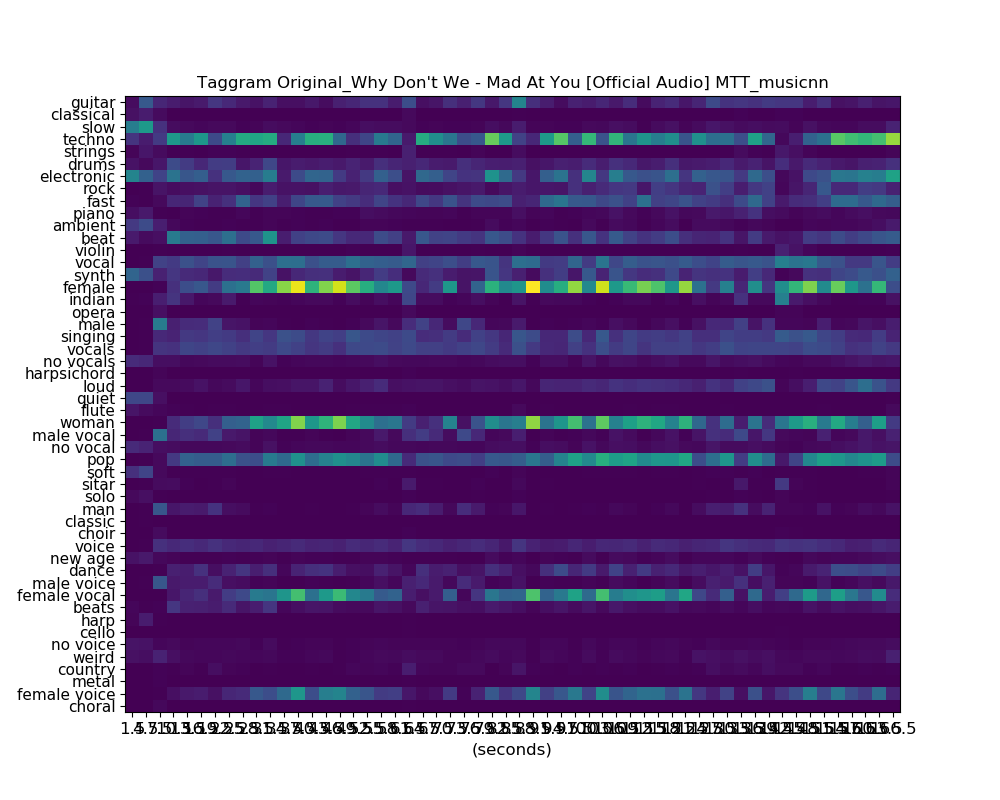 Taggram Original_Why Don't We - Mad At You [Official Audio] MTT_musicnn
guitar
classical
slow
techno
strings
drums
electronic
rock
fast
piano
ambient
beat
violin
vocal
synth
female
indian
opera
male
singing
vocals
no vocals
harpsichord
loud
quiet
flute
woman
male vocal
no vocal
pop
soft
sitar
solo
man
classic
choir
voice
new age
dance
male voice
female vocal
beats
harp
cello
no voice
weird
country
metal
female voice
choral
(seconds)